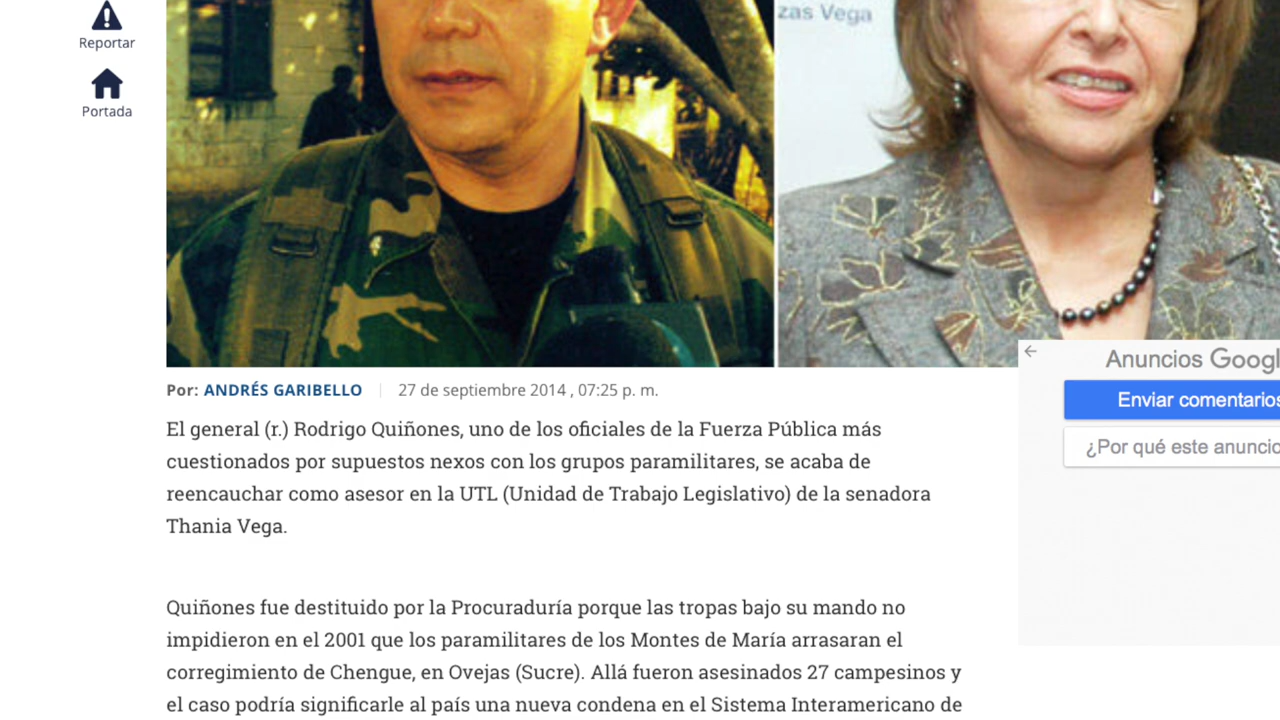 zas Vega
Reportar
Portada
Por: ANDRÉS GARIBELLO | 27 de septiembre 2014 , 07:25 p. m.
El general (r.) Rodrigo Quiñones, uno de los oficiales de la Fuerza Pública más
cuestionados por supuestos nexos con los grupos paramilitares, se acaba de
reencauchar como asesor en la UTL (Unidad de Trabajo Legislativo) de la senadora
Thania Vega.
Quiñones fue destituido por la Procuraduría porque las tropas bajo su mando no
impidieron en el 2001 que los paramilitares de los Montes de María arrasaran el
corregimiento de Chengue, en Ovejas (Sucre). Allá fueron asesinados 27 campesinos y
el caso podría significarle al país una nueva condena en el Sistema Interamericano de
Anuncios Googl
Enviar comentarios
¿Por qué este anuncio